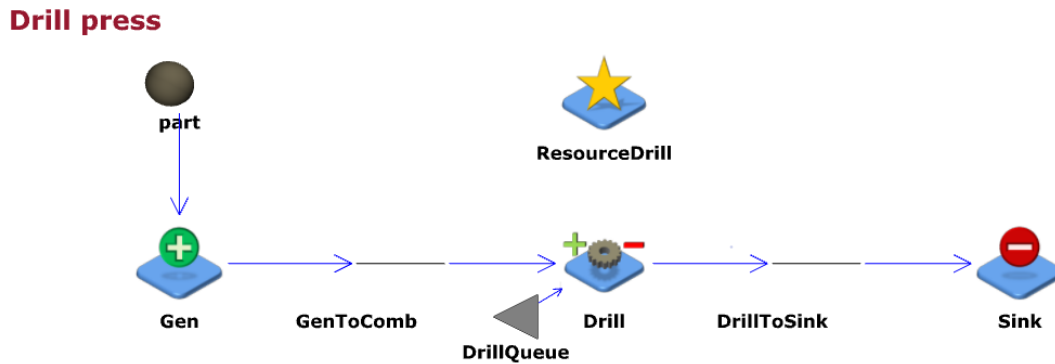 Drill press
part
ResourceDrill
Gen
GenToComb
Drill
DrillToSink
Sink
DrillQueue